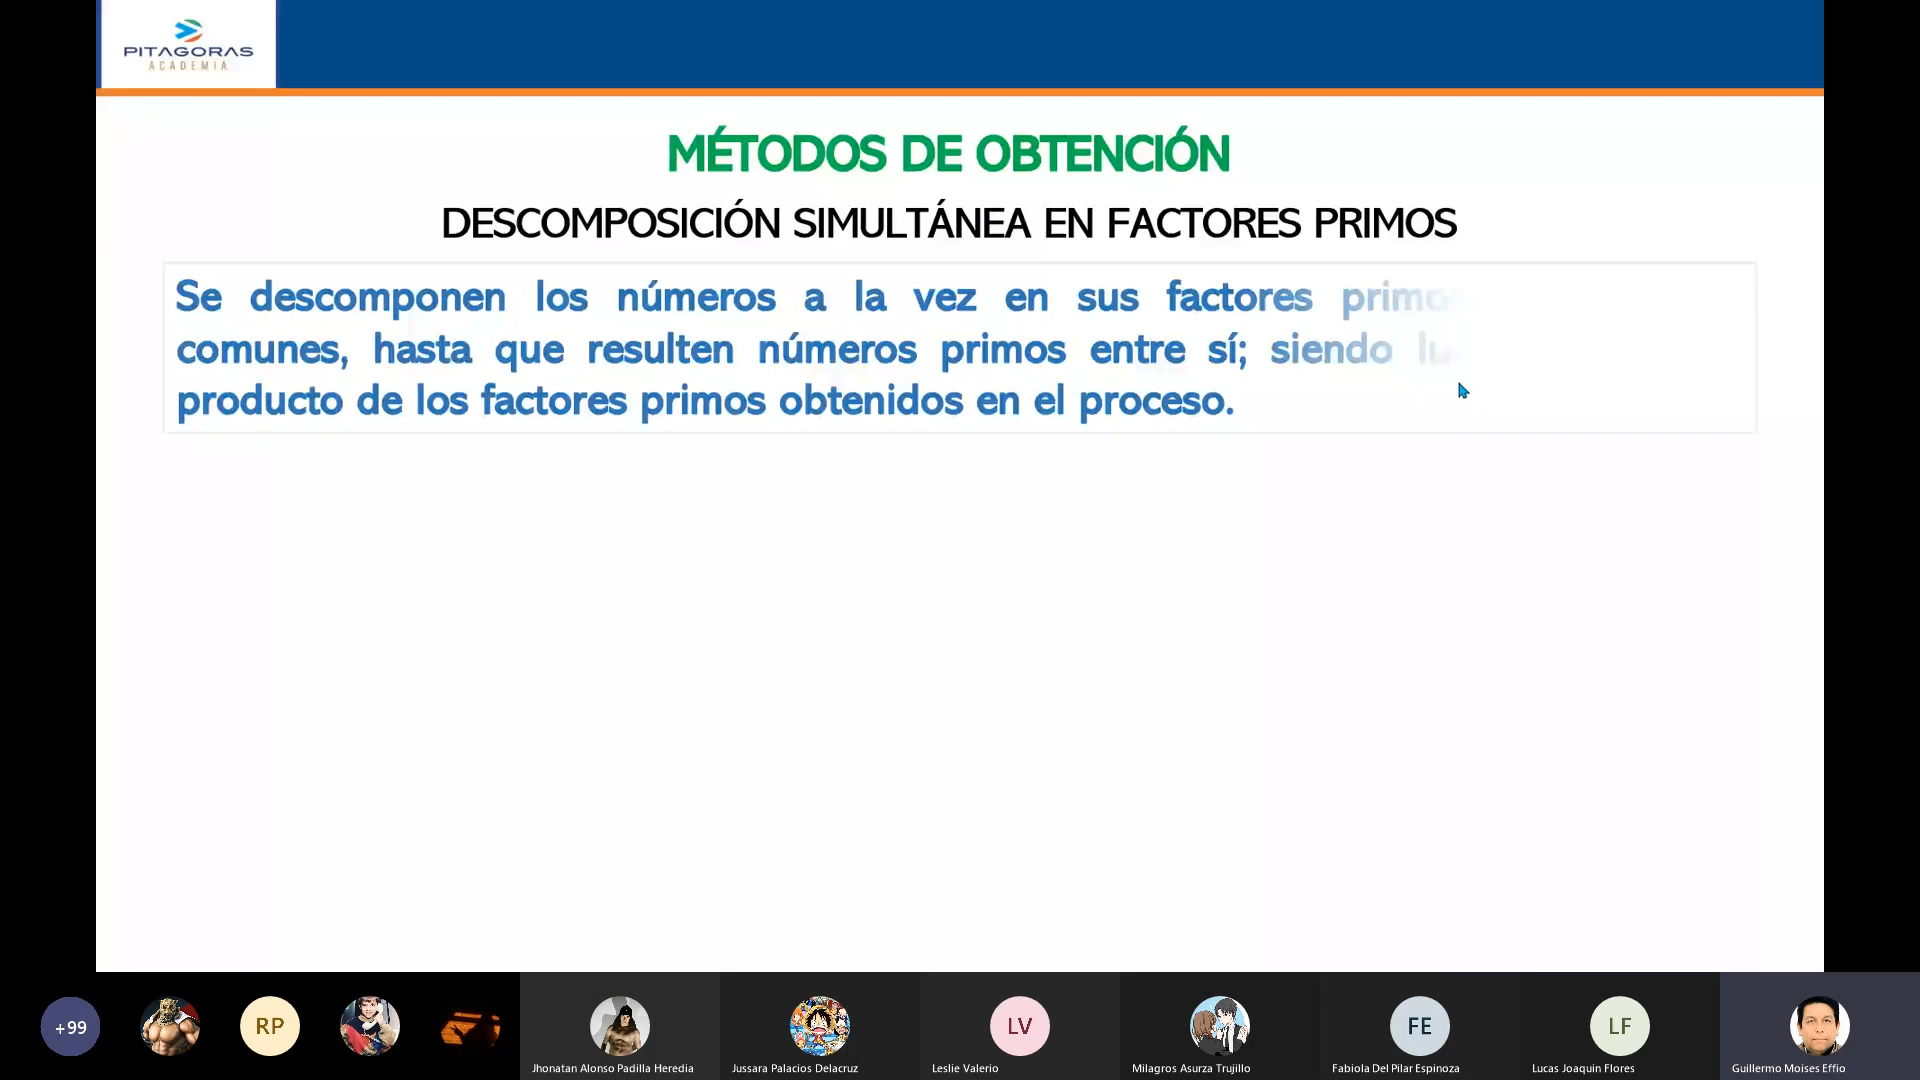 PITAGORAS
ACADEMIA
MÉTODOS DE OBTENCIÓN
DESCOMPOSICIÓN SIMULTÁNEA EN FACTORES PRIMOS
Se descomponen los números a la vez en sus factores primos
comunes, hasta que resulten números primos entre sí; siendo
producto de los factores primos obtenidos en el proceso.
+99
RP
LV
FE
LF
Jhonatan Alonso Padilla Heredia
Jussara Palacios Delacruz
Leslie Valerio
Milagros Asurza Trujillo
Fabiola Del Pilar Espinoza
Lucas Joaquin Flores
Guillermo Moises Effio